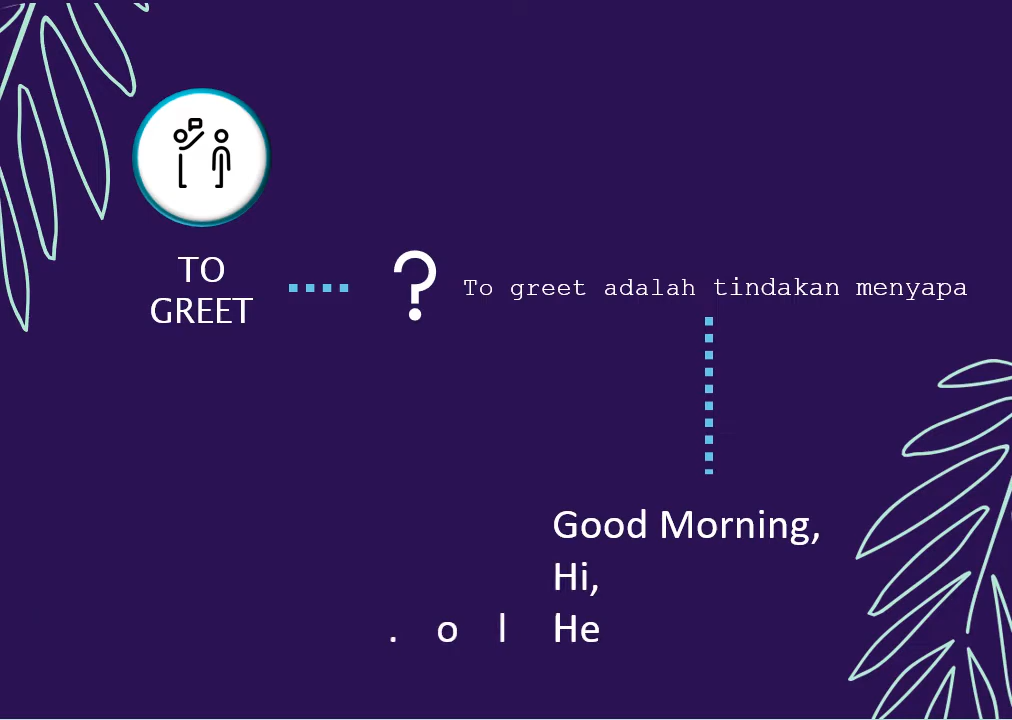 TO
GREET
?
To greet adalah tindakan menyapa
Good Morning,
Hi,
. o l He